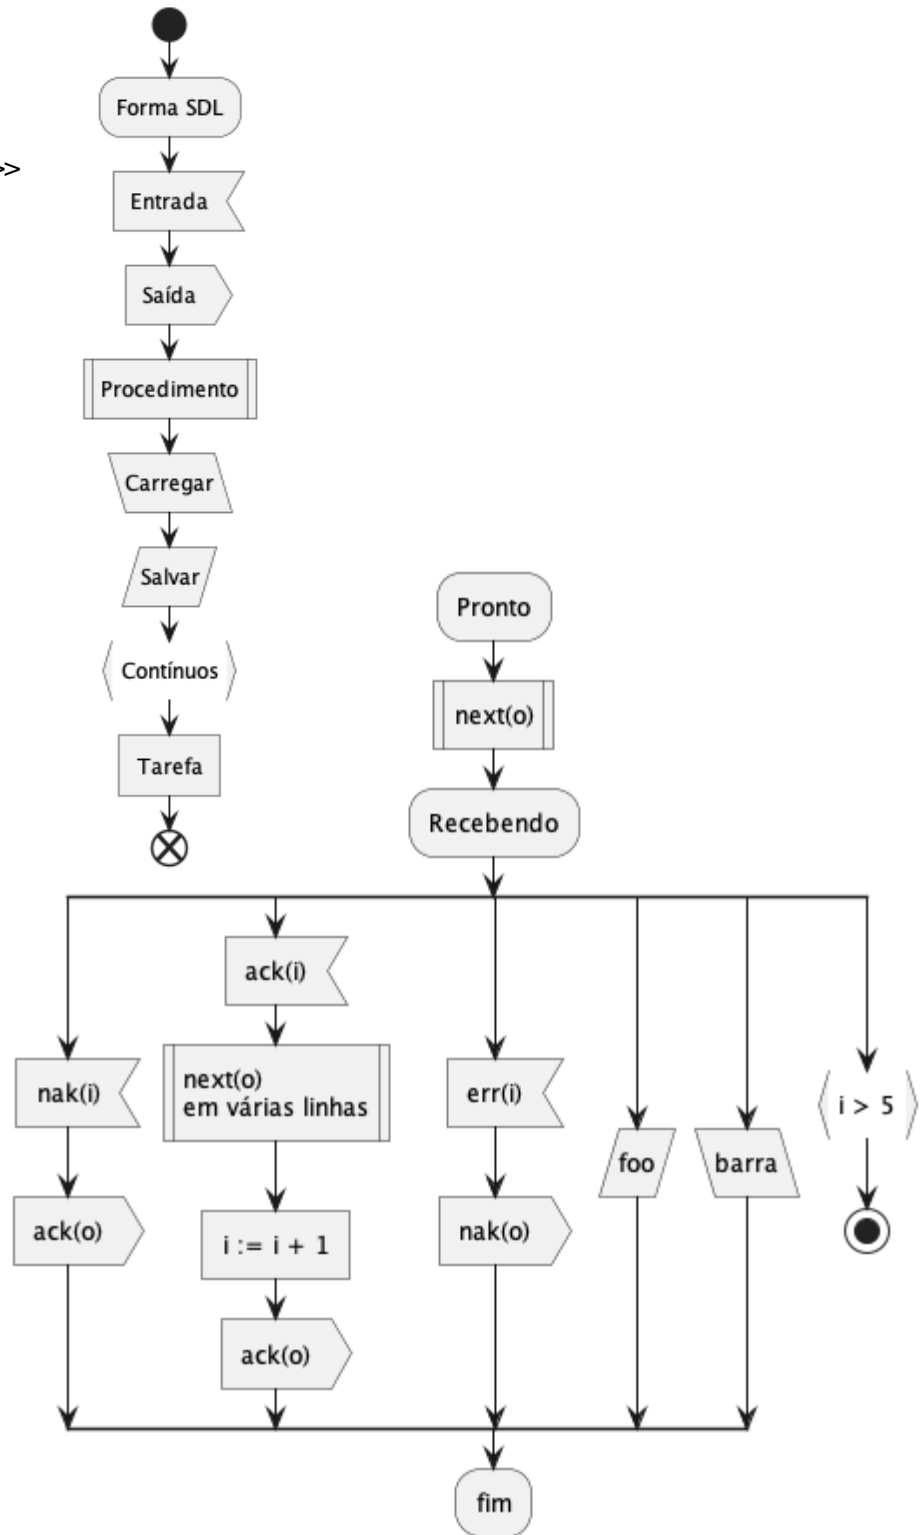 Forma SDL
>>
Entrada
Saída
Procedimento
Carregar
Salvar
Contínuos
Tarefa
Pronto
next(o)
Recebendo
nak(i)
ack(o)
ack(i)
next(o)
em várias linhas
i := i + 1
ack(o)
err(i)
nak(o)
foo
barra
i > 5
fim